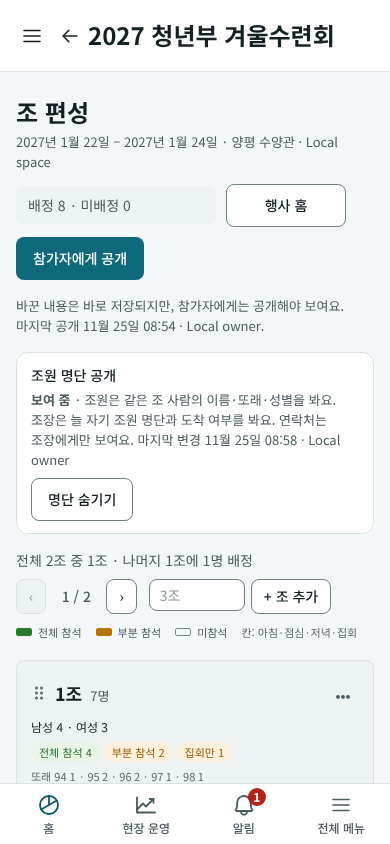 2027 청년부 겨울수련회
조 편성
2027년 1월 22일 – 2027년 1월 24일 · 양평 수양관 · Local
space
배정 8 · 미배정 0
행사 홈
참가자에게 공개
바꾼 내용은 바로 저장되지만, 참가자에게는 공개해야 보여요.
마지막 공개 11월 25일 08:54 · Local owner.
조원 명단 공개
보여 줌 · 조원은 같은 조 사람의 이름·또래·성별을 봐요.
조장은 늘 자기 조원 명단과 도착 여부를 봐요. 연락처는
조장에게만 보여요. 마지막 변경 11월 25일 08:58 · Local
owner
명단 숨기기
전체 2조 중 1조 · 나머지 1조에 1명 배정
‹ 1 / 2 › 3조 + 조 추가
전체 참석 부분 참석 미참석 칸: 아침·점심·저녁·집회
1조 7명
남성 4 · 여성 3
전체 참석 4 부분 참석 2 집회만 1
또래 94 1 · 95 2 · 96 2 · 97 1 · 98 1
1
홈 현장 운영 알림 전체 메뉴